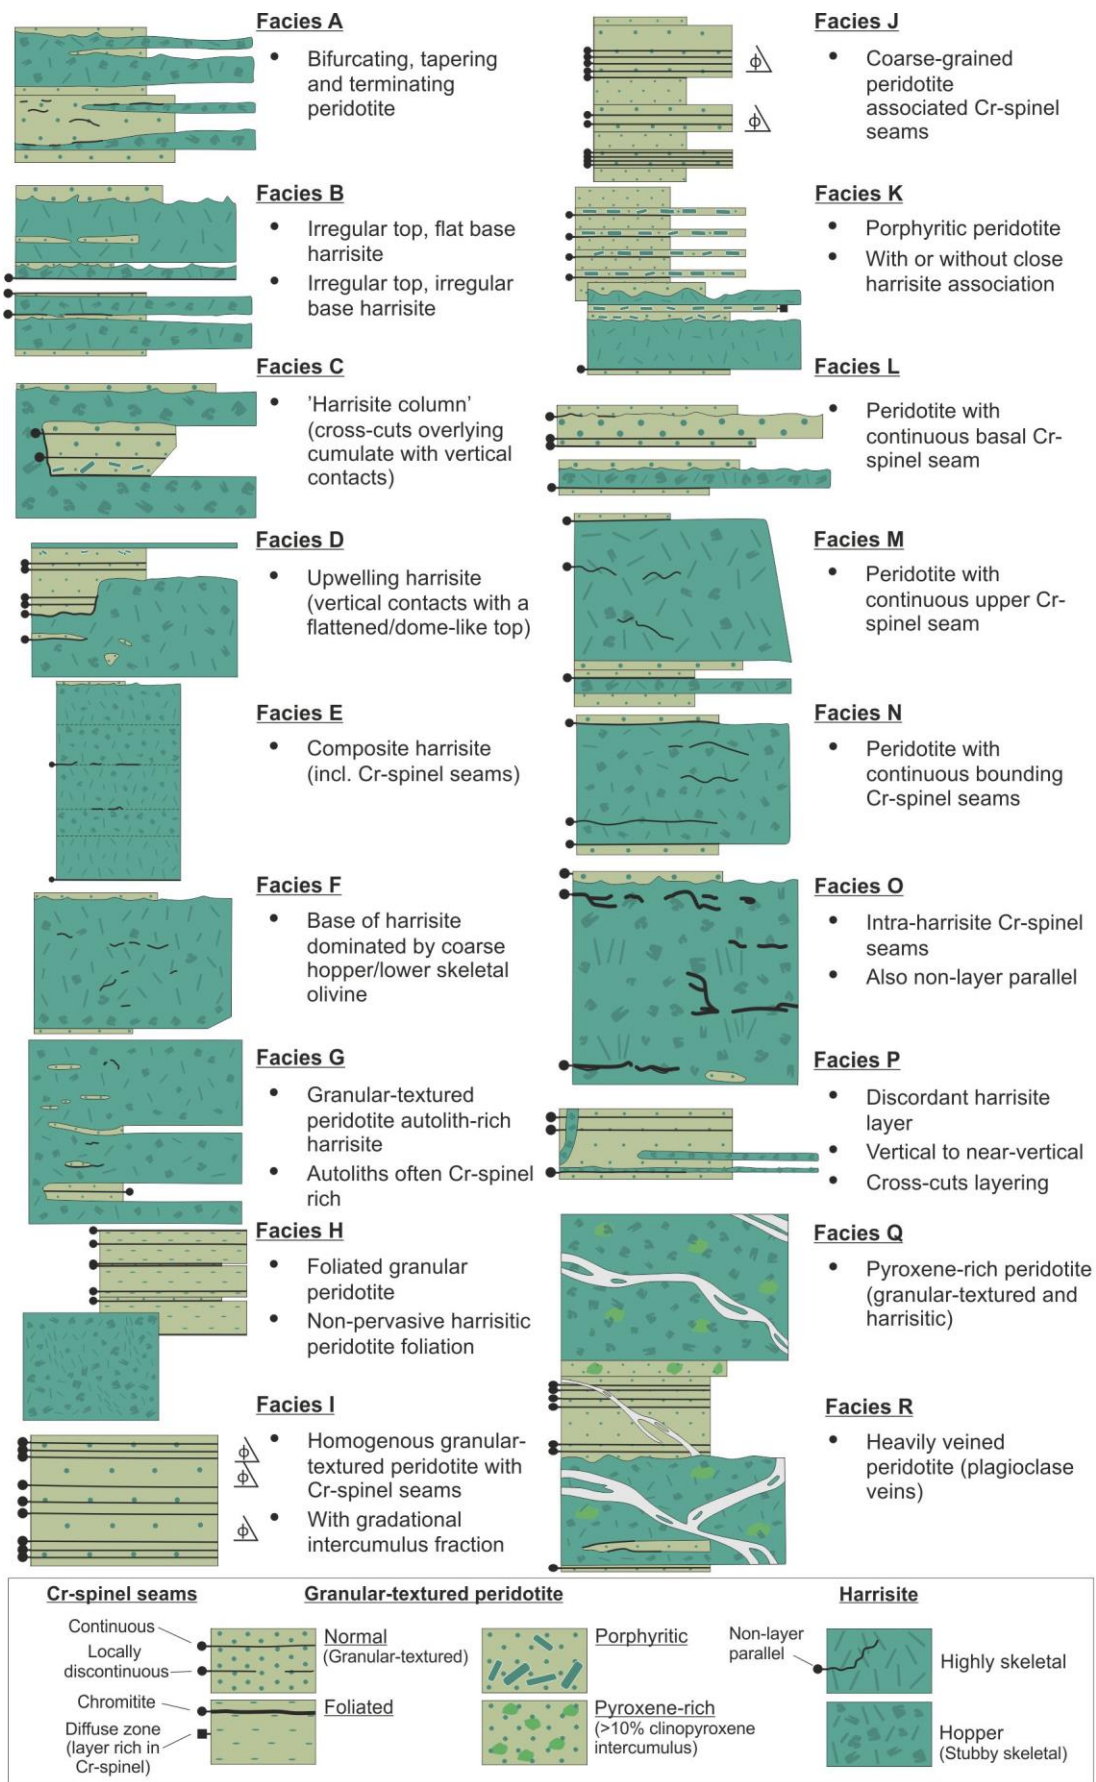 Facies A
• Bifurcating, tapering
and terminating
peridotite
Facies B
• Irregular top, flat base
harrisite
• Irregular top, irregular
base harrisite
Facies C
• 'Harrisite column'
(cross-cuts overlying
cumulate with vertical
contacts)
Facies D
• Upwelling harrisite
(vertical contacts with a
flattened/dome-like top)
Facies E
• Composite harrisite
(incl. Cr-spinel seams)
Facies F
• Base of harrisite
dominated by coarse
hopper/lower skeletal
olivine
Facies G
• Granular-textured
peridotite autolith-rich
harrisite
• Autoliths often Cr-spinel
rich
Facies H
• Foliated granular
peridotite
• Non-pervasive harrisitic
peridotite foliation
Facies I
• Homogenous granular-
textured peridotite with
Cr-spinel seams
• With gradational
intercumulus fraction
ϕ
ϕ
ϕ
Facies J
• Coarse-grained
peridotite
associated Cr-spinel
seams
ϕ
ϕ
Facies K
• Porphyritic peridotite
• With or without close
harrisite association
Facies L
• Peridotite with
continuous basal Cr-
spinel seam
Facies M
• Peridotite with
continuous upper Cr-
spinel seam
Facies N
• Peridotite with
continuous bounding
Cr-spinel seams
Facies O
• Intra-harrisite Cr-spinel
seams
• Also non-layer parallel
Facies P
• Discordant harrisite
layer
• Vertical to near-vertical
• Cross-cuts layering
Facies Q
• Pyroxene-rich peridotite
(granular-textured and
harrisitic)
Facies R
• Heavily veined
peridotite (plagioclase
veins)
Cr-spinel seams
Continuous
Locally
discontinuous
Chromitite
Diffuse zone
(layer rich in
Cr-spinel)
Granular-textured peridotite
Normal
(Granular-textured)
Foliated
Porphyritic
Pyroxene-rich
(>10% clinopyroxene
intercumulus)
Harrisite
Non-layer
parallel
Highly skeletal
Hopper
(Stubby skeletal)